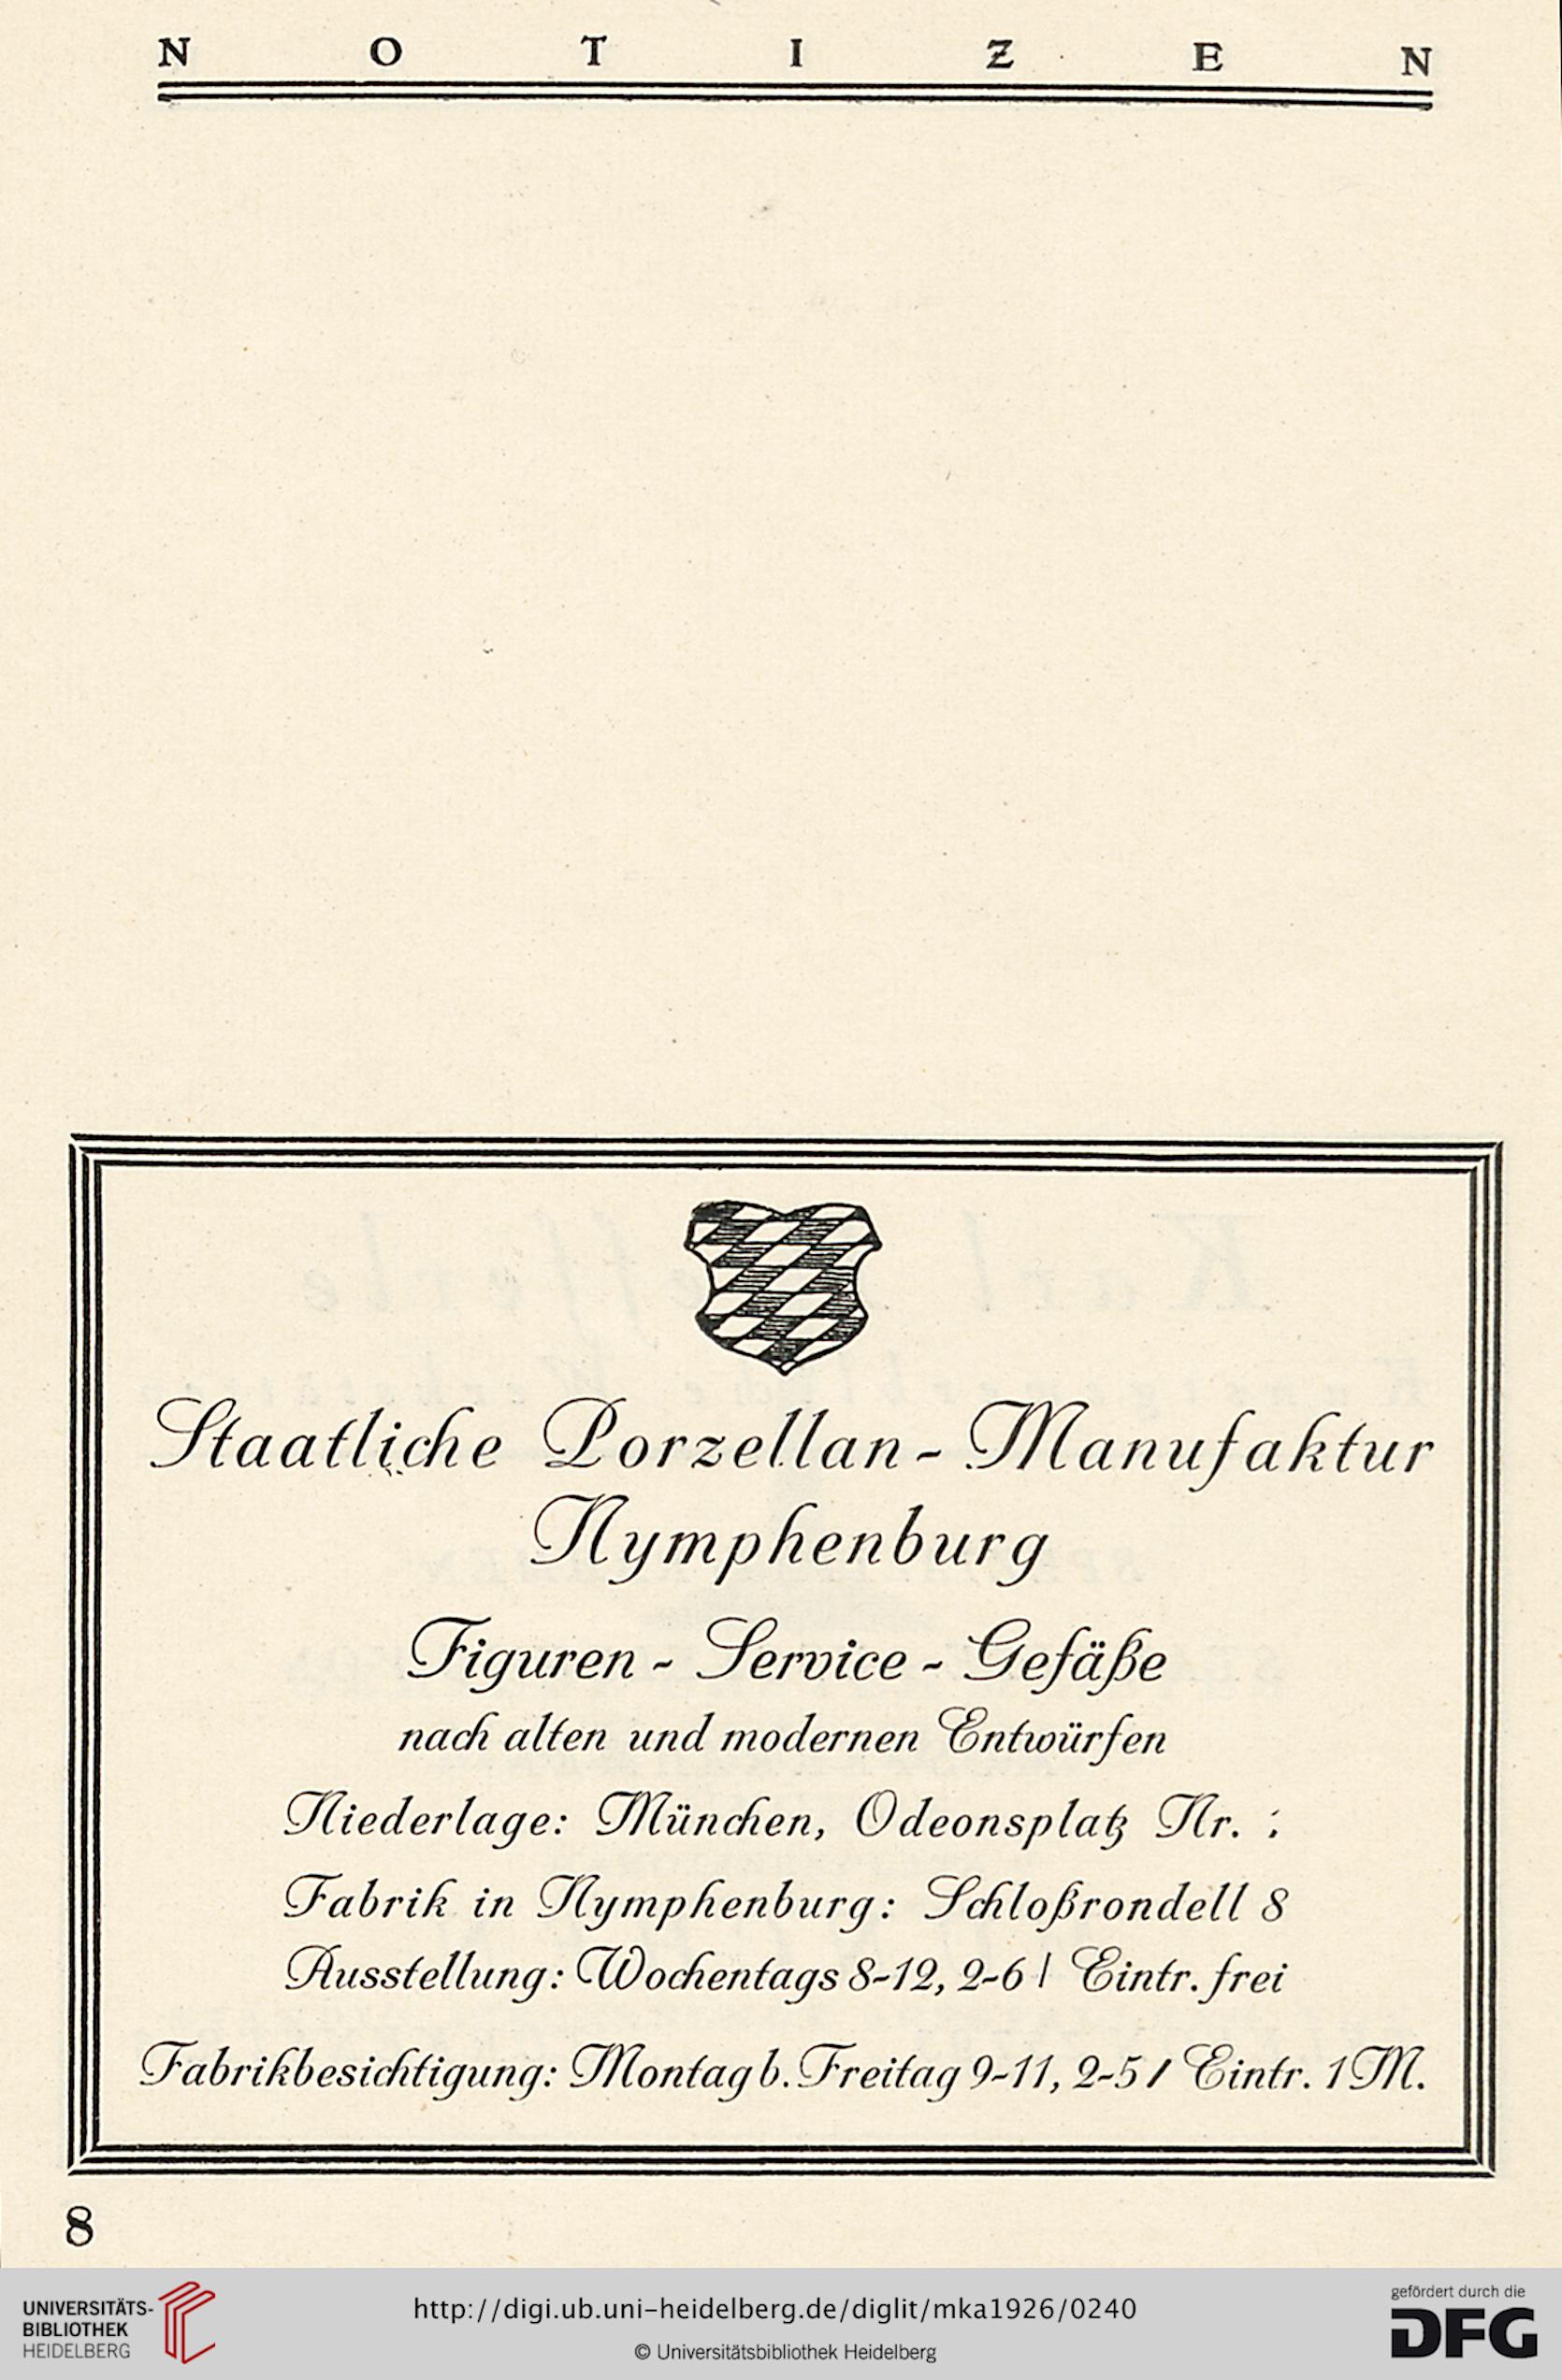 N O T I Z E N
Staatliche Porzellan-Manufaktur
Nymphenburg
Figuren - Service - Gefäße
nach alten und modernen Entwürfen
Niederlage: München, Odeonsplatz Nr. :
Fabrik in Nymphenburg: Schloßrondell 8
Ausstellung: Wochentags 8-12, 2-6 / Eintr. frei
Fabrikbesichtigung: Montag b. Freitag 9-11, 2-5 / Eintr. 1 M.
8
UNIVERSITÄTS-
BIBLIOTHEK
HEIDELBERG
http://digi.ub.uni-heidelberg.de/diglit/mka1926/0240
© Universitätsbibliothek Heidelberg
gefördert durch die
DFG